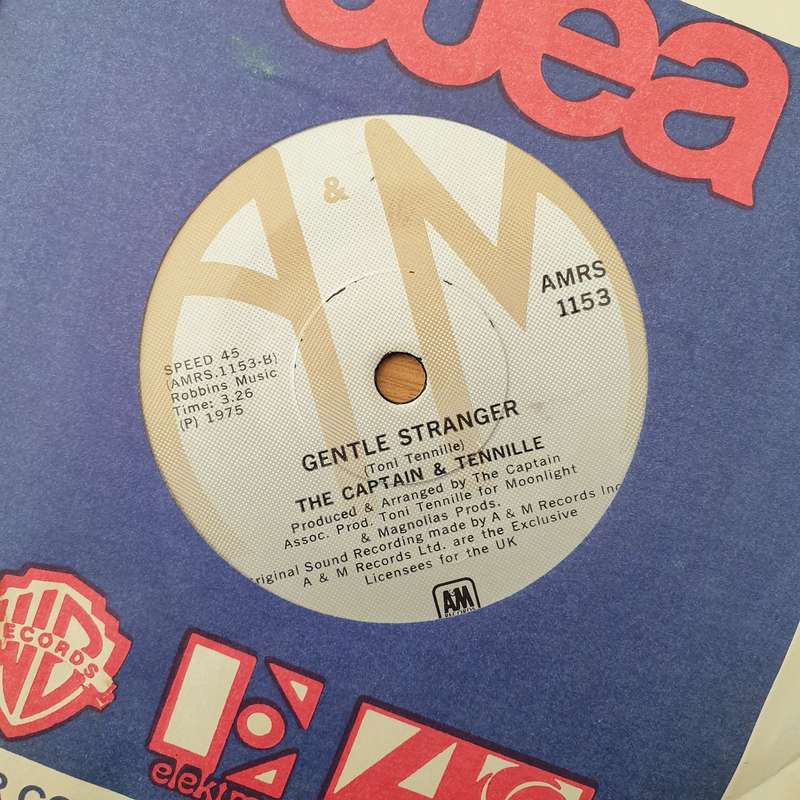 wea
A & M
AMRS
1153
SPEED 45
(AMRS.1153-B)
Robbins Music
Time: 3.26
(P) 1975
GENTLE STRANGER
(Toni Tennille)
THE CAPTAIN & TENNILLE
Produced & Arranged by The Captain
Assoc. Prod. Toni Tennille for Moonlight
& Magnolias Prods.
Original Sound Recording made by A & M Records Inc
A & M Records Ltd. are the Exclusive
Licensees for the UK
A&M
RECORDS
elektra